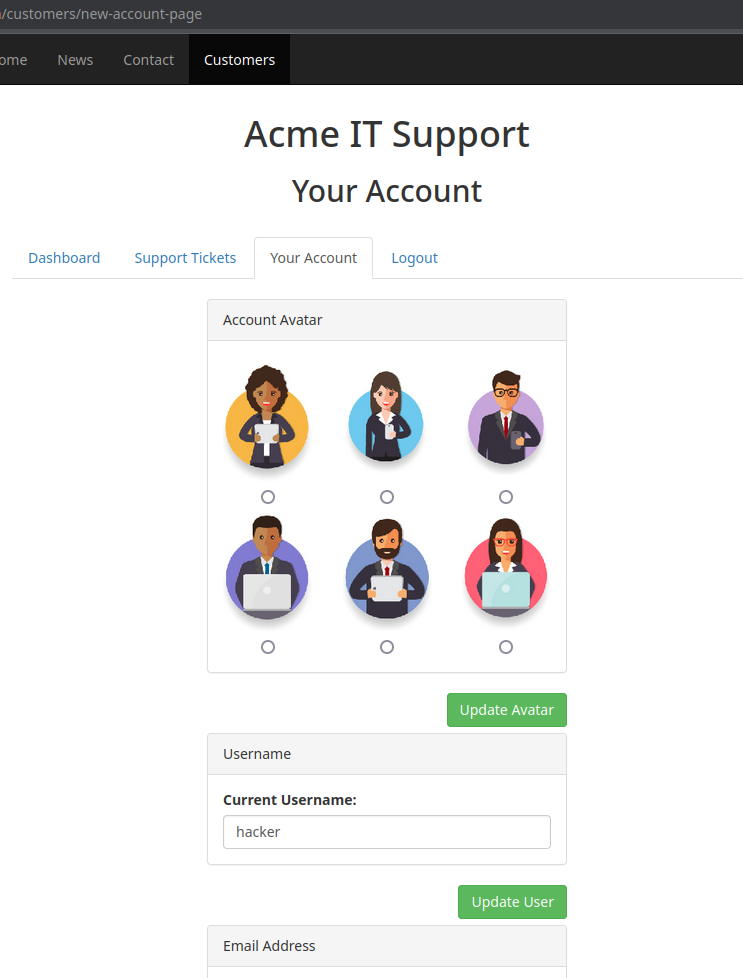 /customers/new-account-page
ome News Contact Customers
Acme IT Support
Your Account
Dashboard Support Tickets Your Account Logout
Account Avatar
Update Avatar
Username
Current Username:
hacker
Update User
Email Address